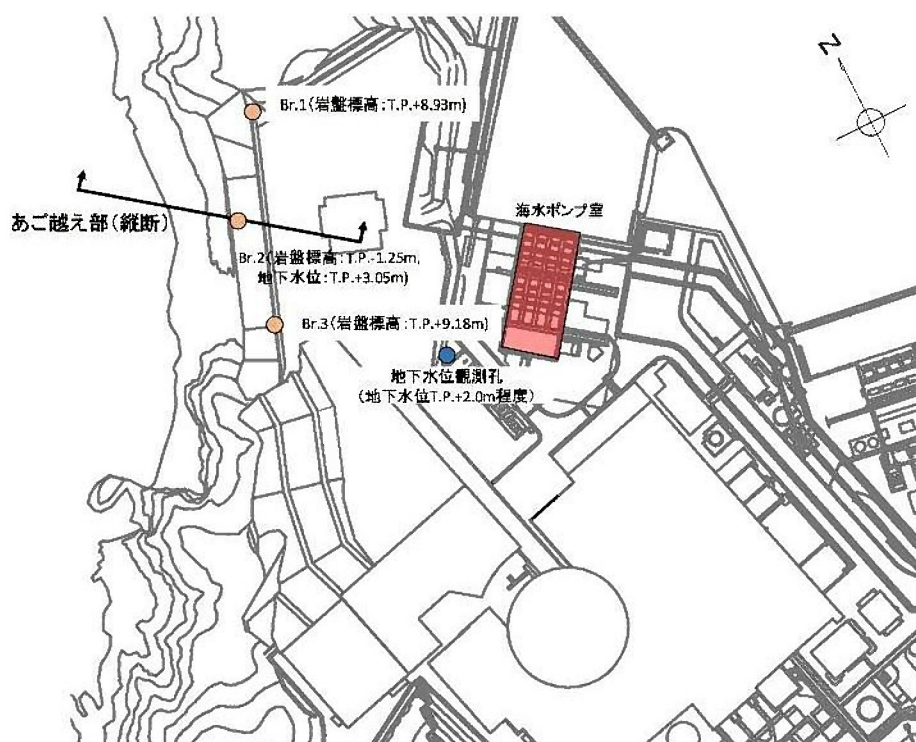 Z
Br.1(岩盤標高:T.P.+8.93m)
あご越え部(縦断)
海水ポンプ室
Br.2(岩盤標高:T.P.-1.25m,
地下水位:T.P.+3.05m)
Br.3(岩盤標高:T.P.+9.18m)
地下水位観測孔
(地下水位T.P.+2.0m程度)